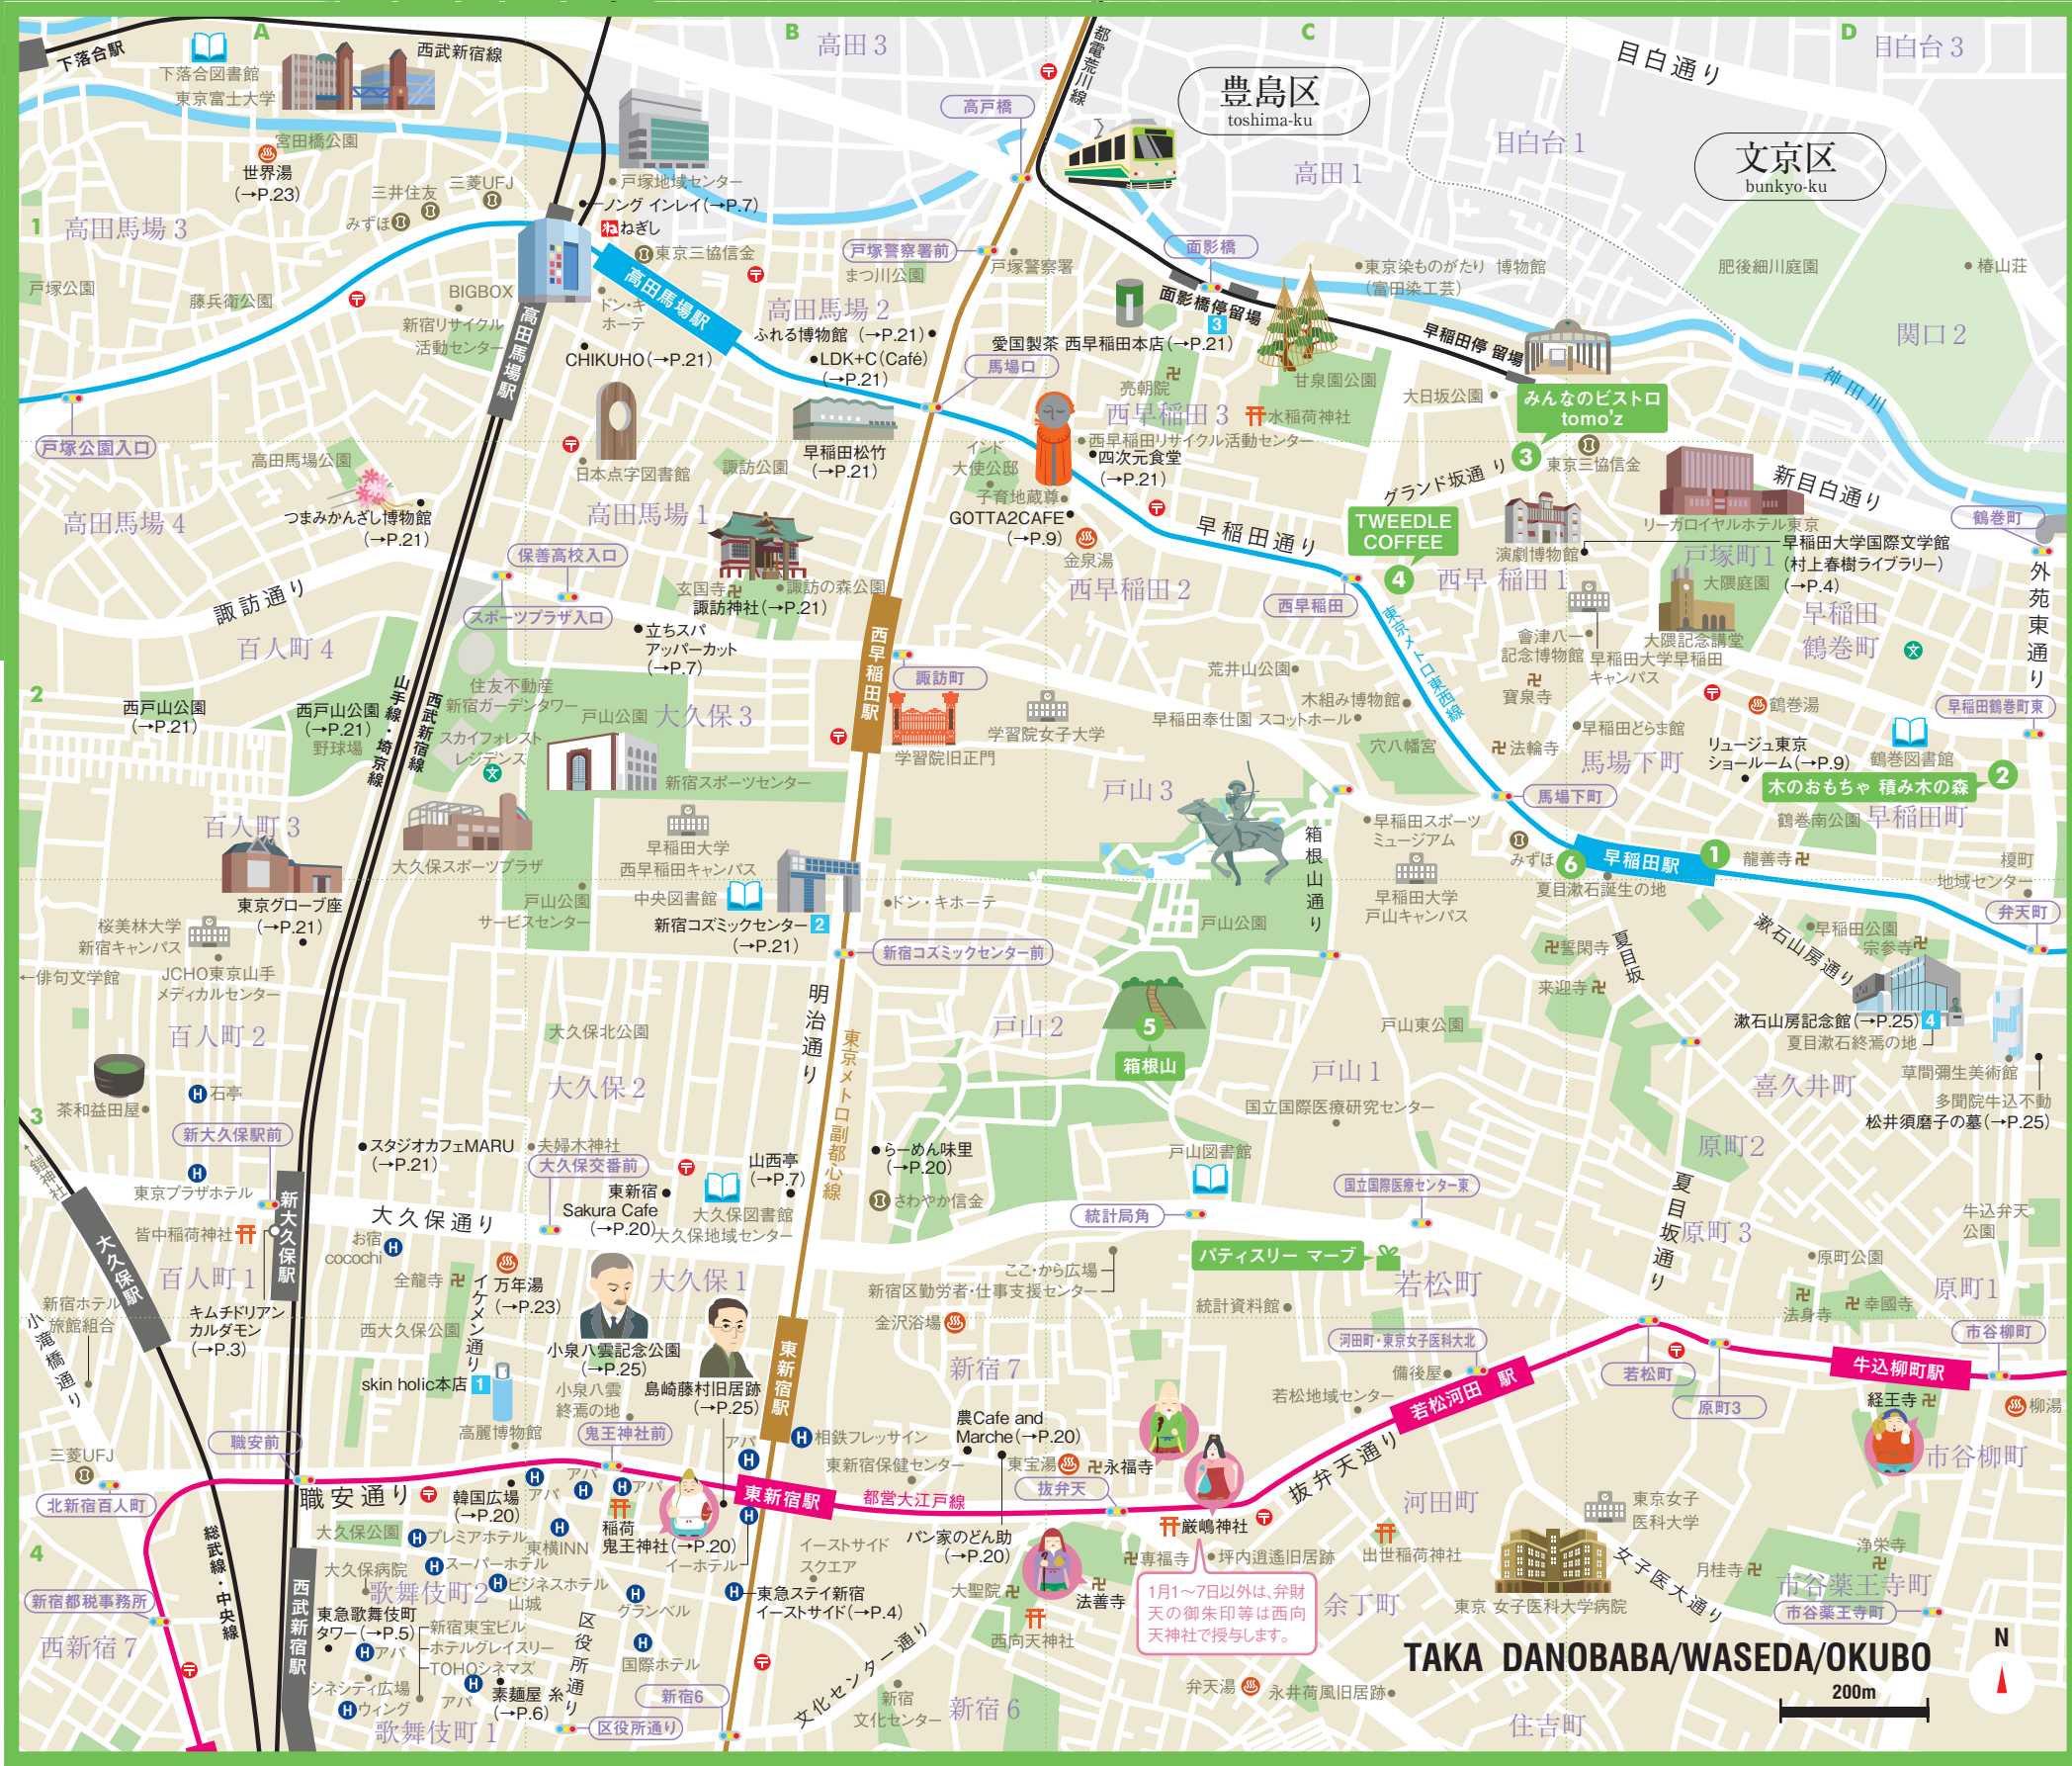 A
B
C
D
1
2
3
4
下落合駅
下落合図書館
東京富士大学
西武新宿線
高田 3
都電荒川線
豊島区
toshima-ku
目白通り
目白台 3
高戸橋
文京区
bunkyo-ku
目白台 1
高田 1
宮田橋公園
世界湯
(→P.23)
三井住友
三菱UFJ
みずほ
戸塚地域センター
ノング インレイ(→P.7)
ねぎし
東京三協信金
高田馬場 3
戸塚警察署前
戸塚警察署
まつ川公園
面影橋
東京染ものがたり 博物館
(富田染工芸)
肥後細川庭園
椿山荘
戸塚公園
藤兵衛公園
BIGBOX
新宿リサイクル
活動センター
ドン・キ
ホーテ
高田馬場駅
高田馬場駅
高田馬場 2
ふれる博物館 (→P.21)
LDK+C(Café)
(→P.21)
CHIKUHO(→P.21)
面影橋停留場
3
愛国製茶 西早稲田本店(→P.21)
早稲田停 留場
関口 2
神田川
馬場口
亮朝院
西早稲田 3
水稲荷神社
甘泉園公園
大日坂公園
みんなのビストロ
tomo'z
3
東京三協信金
戸塚公園入口
高田馬場公園
つまみかんざし博物館
(→P.21)
高田馬場 4
日本点字図書館
諏訪公園
早稲田松竹
(→P.21)
インド
大使公邸
西早稲田リサイクル活動センター
四次元食堂
(→P.21)
子育地蔵尊
GOTTA2CAFE
(→P.9)
金泉湯
グランド坂通 り
新目白通り
リーガロイヤルホテル東京
鶴巻町
高田馬場 1
保善高校入口
スポーツプラザ入口
諏訪通り
玄国寺
諏訪の森公園
諏訪神社(→P.21)
立ちスパ
アッパーカット
(→P.7)
西早稲田駅
早稲田通り
TWEEDLE
COFFEE
4
西早稲田
西早稲田 2
西早 稲田 1
演劇博物館
戸塚町1
早稲田大学国際文学館
(村上春樹ライブラリー)
(→P.4)
大隈庭園
外苑東通り
早稲田
鶴巻町
會津八一
記念博物館
早稲田大学早稲田
キャンパス
大隈記念講堂
東京メトロ東西線
荒井山公園
木組み博物館
早稲田奉仕園 スコットホール
寶泉寺
鶴巻湯
早稲田鶴巻町東
百人町 4
西戸山公園
(→P.21)
西戸山公園
(→P.21)
野球場
山手線・埼京線
西武新宿線
住友不動産
新宿ガーデンタワー
スカイフォレスト
レジデンス
戸山公園
大久保 3
新宿スポーツセンター
諏訪町
学習院旧正門
学習院女子大学
戸山 3
穴八幡宮
法輪寺
早稲田どらま館
馬場下町
リュージュ東京
ショールーム(→P.9)
鶴巻図書館
木のおもちゃ 積み木の森
2
馬場下町
早稲田町
鶴巻南公園
百人町 3
大久保スポーツプラザ
早稲田大学
西早稲田キャンパス
中央図書館
新宿コズミックセンター
2
(→P.21)
ドン・キホーテ
箱根山通り
早稲田スポーツ
ミュージアム
早稲田大学
戸山キャンパス
みずほ
6
早稲田駅
1
龍善寺
夏目漱石誕生の地
榎町
地域センター
弁天町
東京グローブ座
(→P.21)
桜美林大学
新宿キャンパス
JCHO東京山手
メディカルセンター
←俳句文学館
戸山公園
サービスセンター
新宿コズミックセンター前
戸山公園
誓閑寺
夏目坂
来迎寺
漱石山房通り
早稲田公園
宗参寺
漱石山房記念館(→P.25)
4
夏目漱石終焉の地
草間彌生美術館
多聞院牛込不動
松井須磨子の墓(→P.25)
百人町 2
大久保北公園
大久保 2
明治通り
東京メトロ副都心線
戸山 2
5
箱根山
戸山東公園
戸山 1
国立国際医療研究センター
喜久井町
原町2
茶和益田屋
石亭
新大久保駅前
東京プラザホテル
皆中稲荷神社
←鎧神社
大久保駅
新大久保駅
スタジオカフェMARU
(→P.21)
夫婦木神社
大久保交番前
東新宿
Sakura Cafe
(→P.20)
山西亭
(→P.7)
大久保図書館
大久保地域センター
らーめん味里
(→P.20)
さわやか信金
戸山図書館
統計局角
国立国際医療センター東
夏目坂通り
原町 3
牛込弁天
公園
原町公園
原町1
大久保通り
お宿
cocochi
全龍寺
万年湯
(→P.23)
イケメン通り
百人町 1
キムチドリアン
カルダモン
(→P.3)
新宿ホテル
旅館組合
小滝橋通り
西大久保公園
大久保 1
小泉八雲記念公園
(→P.25)
小泉八雲
終焉の地
島崎藤村旧居跡
(→P.25)
東新宿駅
ここ・から広場
新宿区勤労者・仕事支援センター
金沢浴場
新宿 7
パティスリー マーブ
若松町
統計資料館
河田町・東京女子医科大北
備後屋
若松地域センター
若松河田 駅
若松町
原町3
法身寺
幸國寺
市谷柳町
牛込柳町駅
経王寺
柳湯
市谷柳町
skin holic本店
1
高麗博物館
鬼王神社前
アパ
相鉄フレッサイン
東新宿保健センター
農Cafe and
Marche(→P.20)
東宝湯
永福寺
抜弁天
抜弁天通り
三菱UFJ
職安前
北新宿百人町
職安通り
韓国広場
(→P.20)
アパ
アパ
アパ
稲荷
鬼王神社(→P.20)
東新宿駅
都営大江戸線
イーホテル
大久保公園
プレミアホテル
東横INN
大久保病院
スーパーホテル
歌舞伎町2
ビジネスホテル
山城
東急歌舞伎町
タワー(→P.5)
新宿東宝ビル
ホテルグレイスリー
TOHOシネマズ
アパ
シネシティ広場
ウィング
アパ
素麺屋 糸
(→P.6)
歌舞伎町 1
区役所通り
グランベル
国際ホテル
区役所通り
新宿6
東急ステイ新宿
イーストサイド(→P.4)
イーストサイド
スクエア
パン家のどん助
(→P.20)
大聖院
法善寺
西向天神社
専福寺
厳嶋神社
坪内逍遙旧居跡
1月1〜7日以外は、弁財
天の御朱印等は西向
天神社で授与します。
出世稲荷神社
河田町
余丁町
東京女子
医科大学
東京 女子医科大学病院
女子医大通り
月桂寺
浄栄寺
市谷薬王寺町
市谷薬王寺町
総武線・中央線
西武新宿駅
新宿都税事務所
西新宿 7
文化センター通り
新宿
文化センター
新宿 6
弁天湯
永井荷風旧居跡
住吉町
TAKA DANOBABA/WASEDA/OKUBO
200m
N